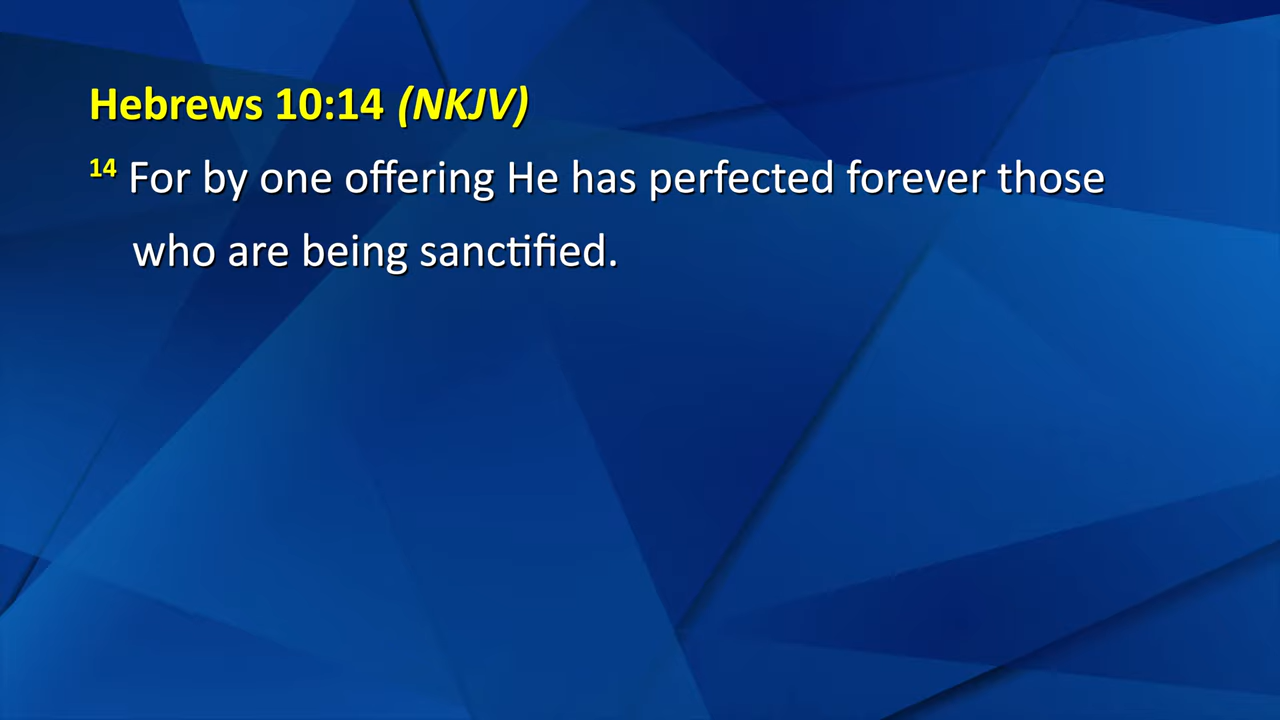 Hebrews 10:14 (NKJV)
14 For by one offering He has perfected forever those
who are being sanctified.